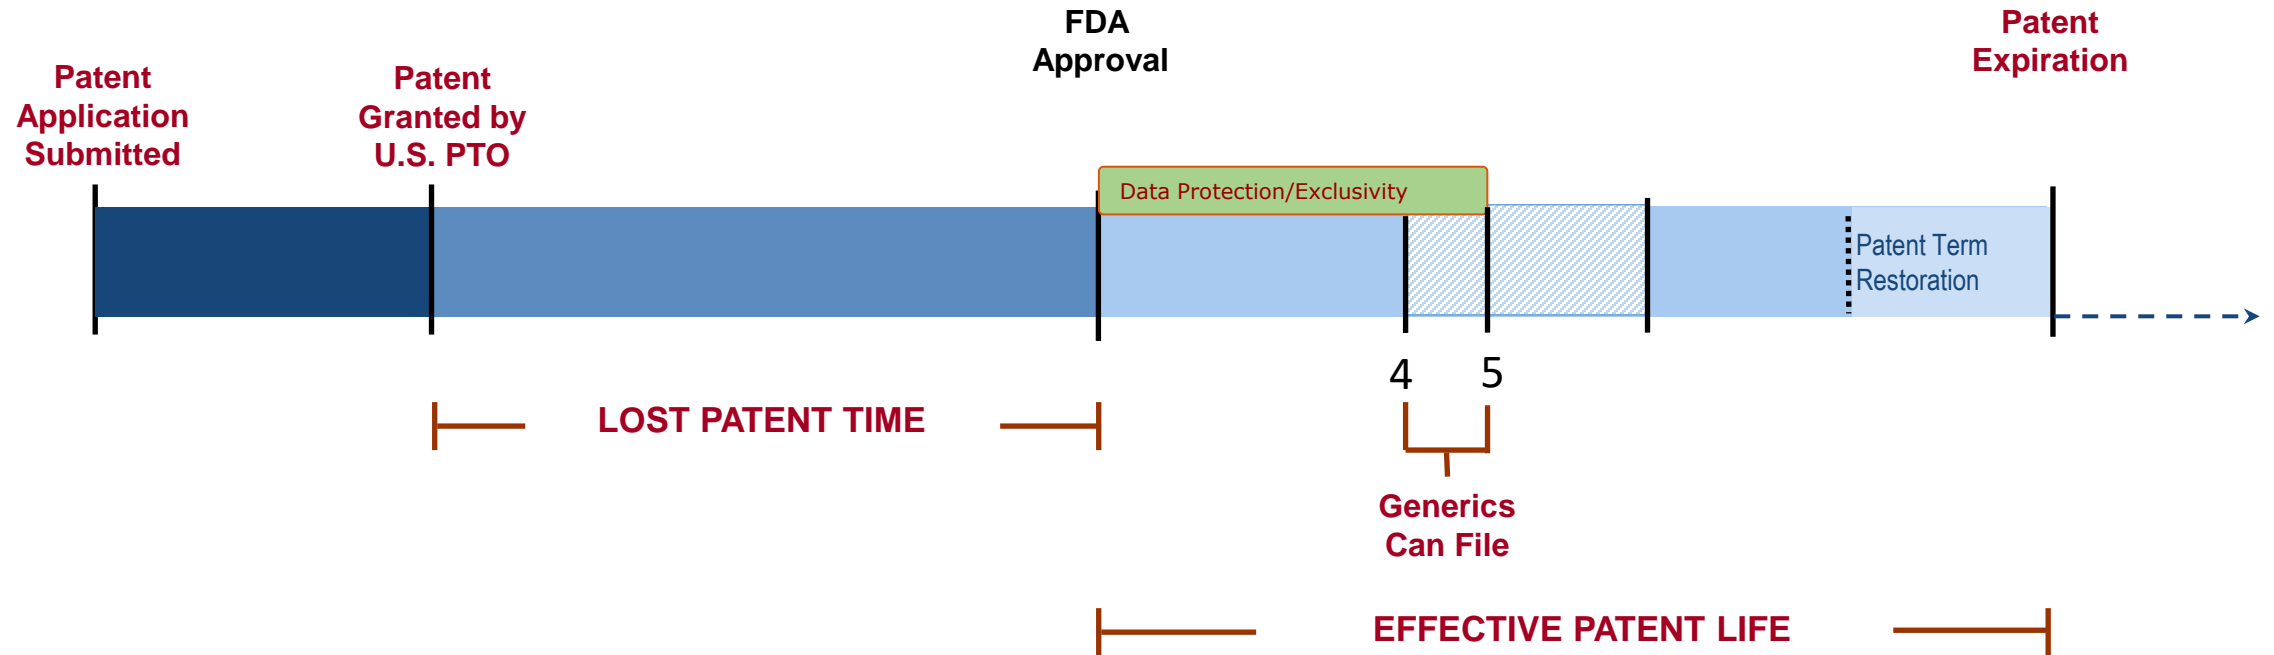 Patent
Application
Submitted
Patent
Granted by
U.S. PTO
FDA
Approval
Patent
Expiration
Data Protection/Exclusivity
Patent Term
Restoration
4
5
LOST PATENT TIME
Generics
Can File
EFFECTIVE PATENT LIFE